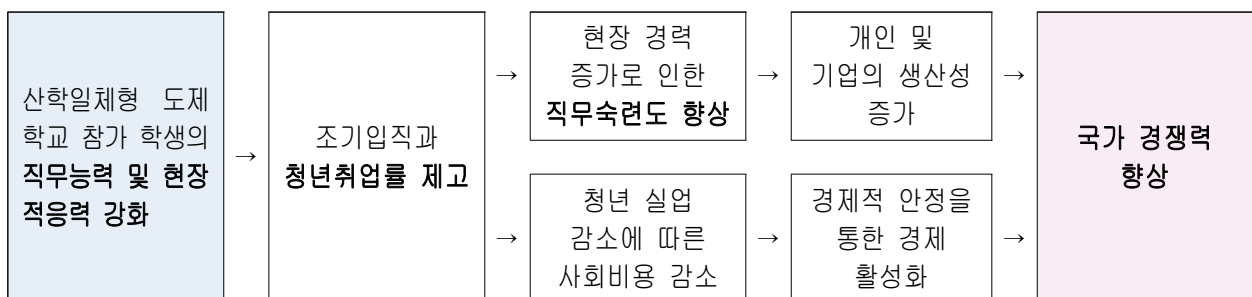 산학일체형 도제
학교 참가 학생의
직무능력 및 현장
적응력 강화
→
조기입직과
청년취업률 제고
→
현장 경력
증가로 인한
직무숙련도 향상
→
개인 및
기업의 생산성
증가
→
→
청년 실업
감소에 따른
사회비용 감소
→
경제적 안정을
통한 경제
활성화
→
국가 경쟁력
향상